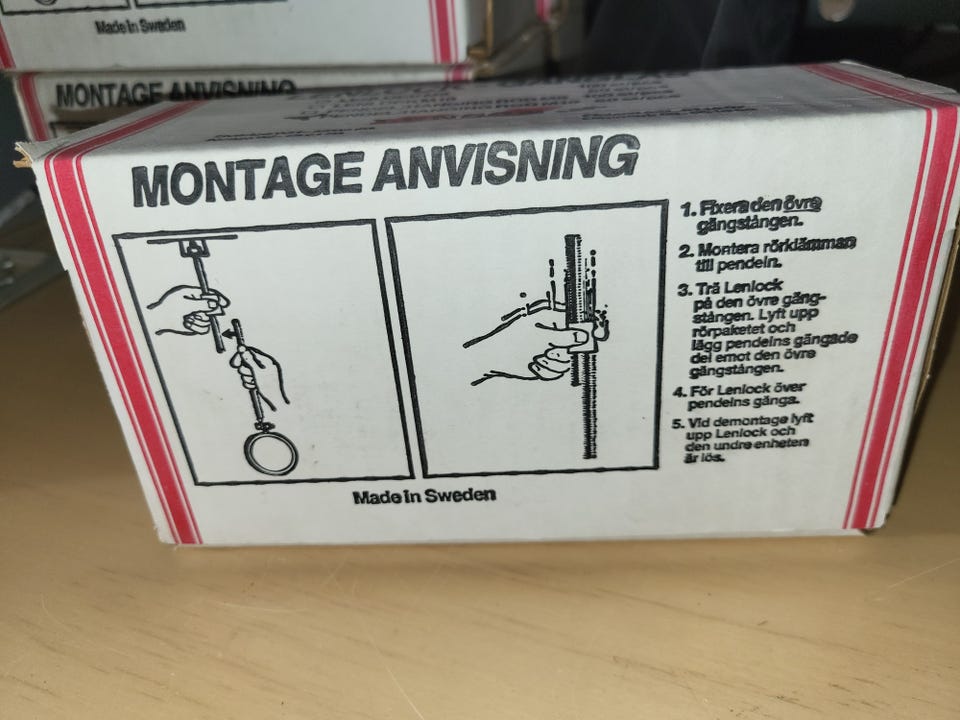 Made in Sweden
MONTAGE ANVISNING
MONTAGE ANVISNING
1. Fixera den övre
gängstången.
2. Montera rörklämman
till pendeln.
3. Trä Lenlock
på den övre gäng-
stången. Lyft upp
rörpaketet och
lägg pendelns gängade
del emot den övre
gängstången.
4. För Lenlock över
pendelns gänga.
5. Vid demontage lyft
upp Lenlock och
den undre enheten
är lös.
Made in Sweden